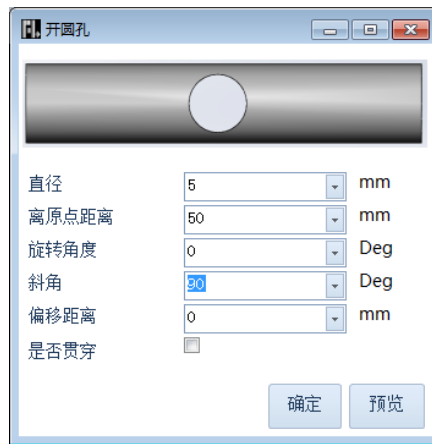 开圆孔
直径 5 mm
离原点距离 50 mm
旋转角度 0 Deg
斜角 90 Deg
偏移距离 0 mm
是否贯穿
确定 预览